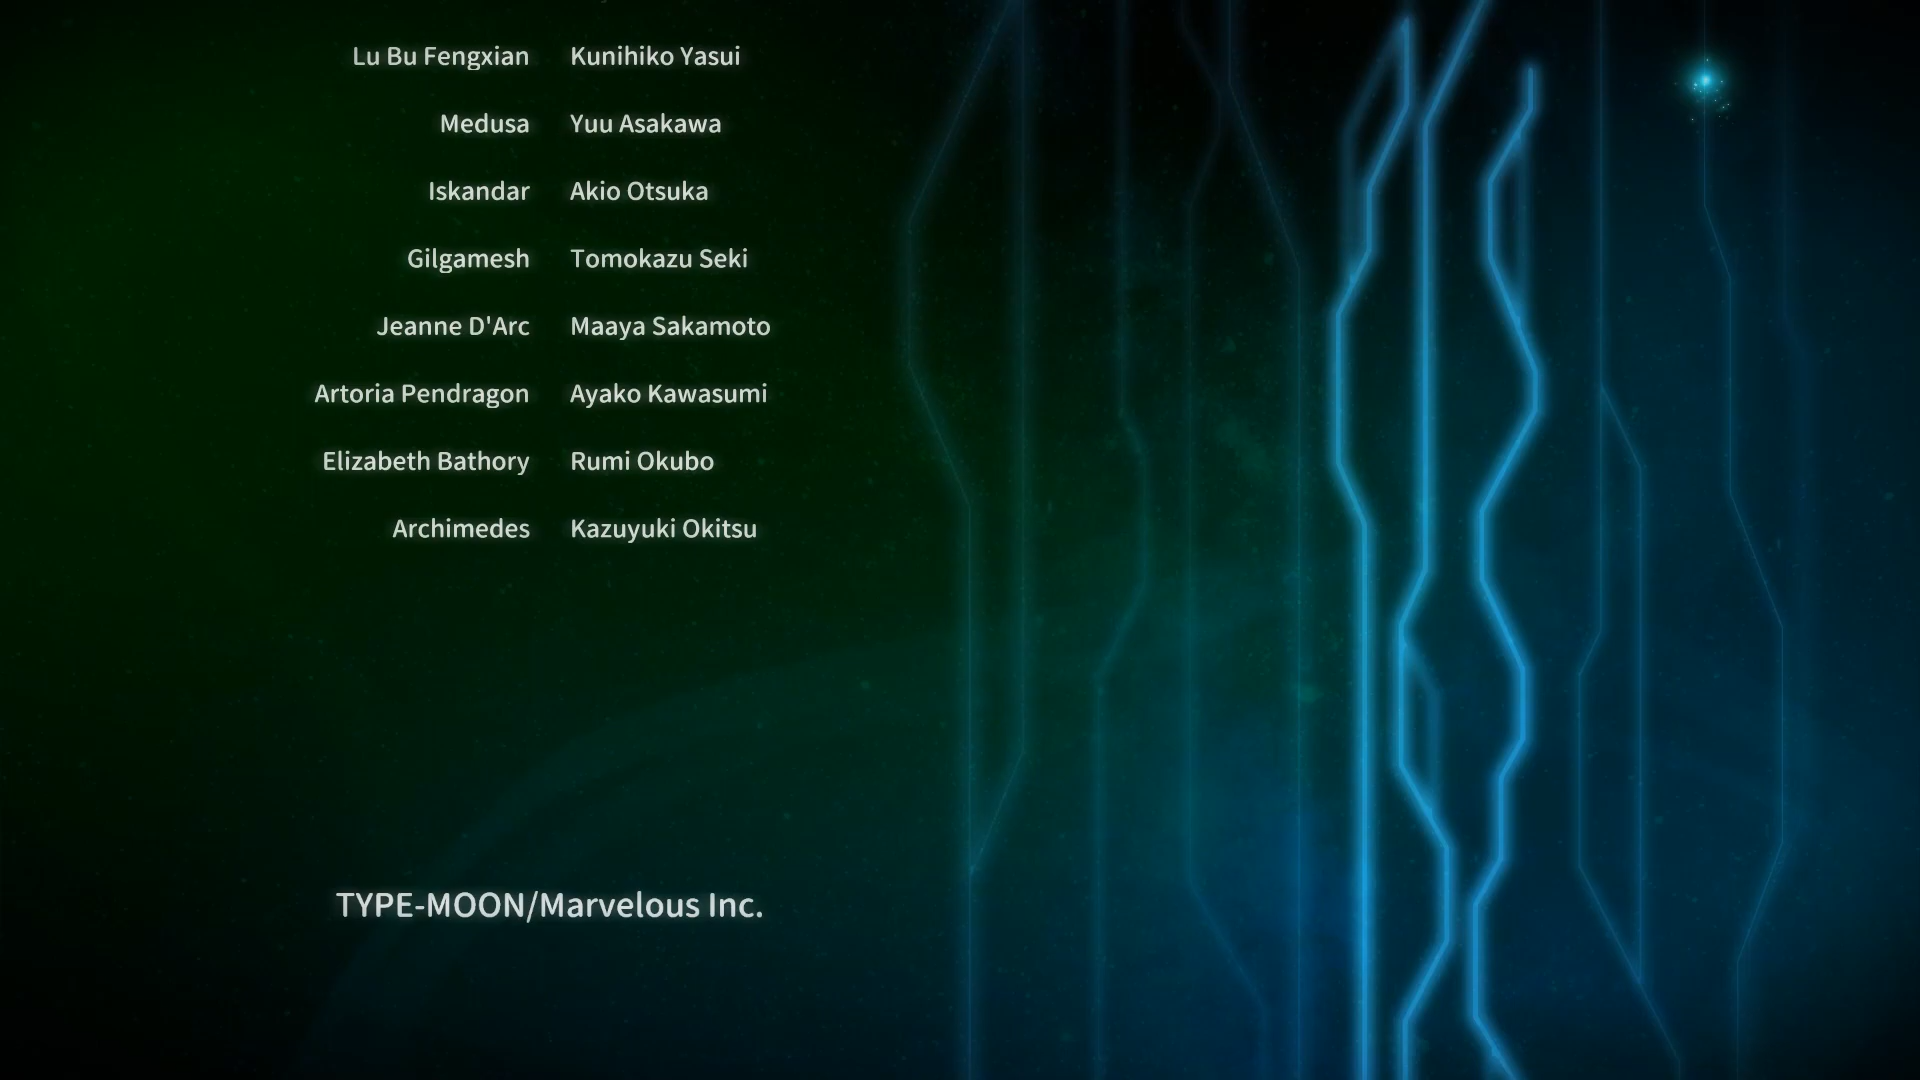 Lu Bu Fengxian Kunihiko Yasui
Medusa Yuu Asakawa
Iskandar Akio Otsuka
Gilgamesh Tomokazu Seki
Jeanne D'Arc Maaya Sakamoto
Artoria Pendragon Ayako Kawasumi
Elizabeth Bathory Rumi Okubo
Archimedes Kazuyuki Okitsu
TYPE-MOON/Marvelous Inc.